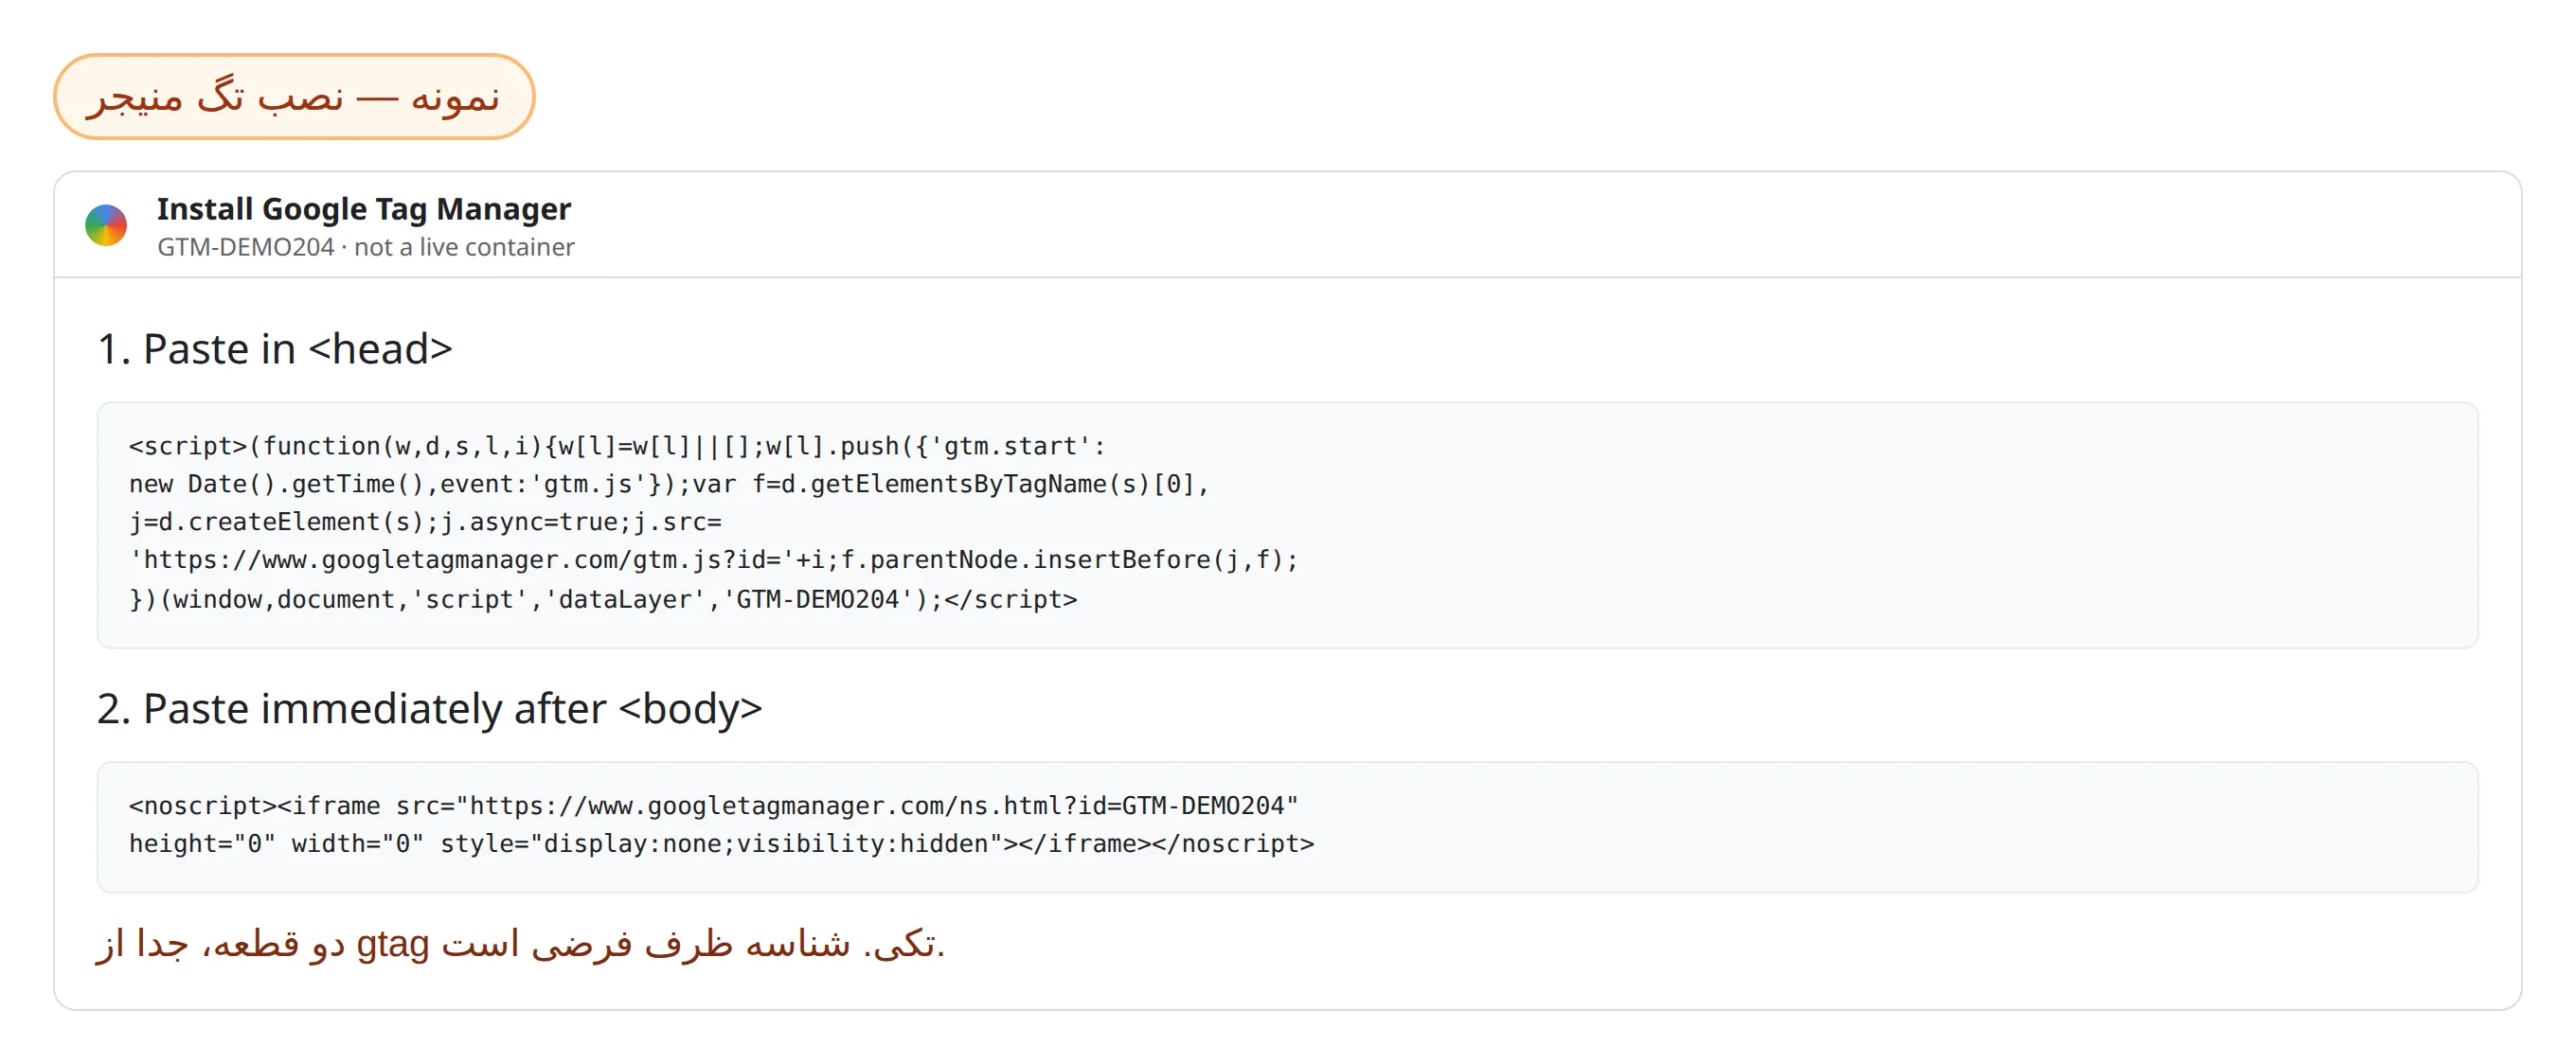 نمونه — نصب تگ منیجر
Install Google Tag Manager
GTM-DEMO204 · not a live container
1. Paste in <head>
<script>(function(w,d,s,l,i){w[l]=w[l]||[];w[l].push({'gtm.start':
new Date().getTime(),event:'gtm.js'});var f=d.getElementsByTagName(s)[0],
j=d.createElement(s);j.async=true;j.src=
'https://www.googletagmanager.com/gtm.js?id='+i;f.parentNode.insertBefore(j,f);
})(window,document,'script','dataLayer','GTM-DEMO204');</script>
2. Paste immediately after <body>
<noscript><iframe src="https://www.googletagmanager.com/ns.html?id=GTM-DEMO204"
height="0" width="0" style="display:none;visibility:hidden"></iframe></noscript>
دو قطعه، جدا از gtag تکی. شناسه ظرف فرضی است.